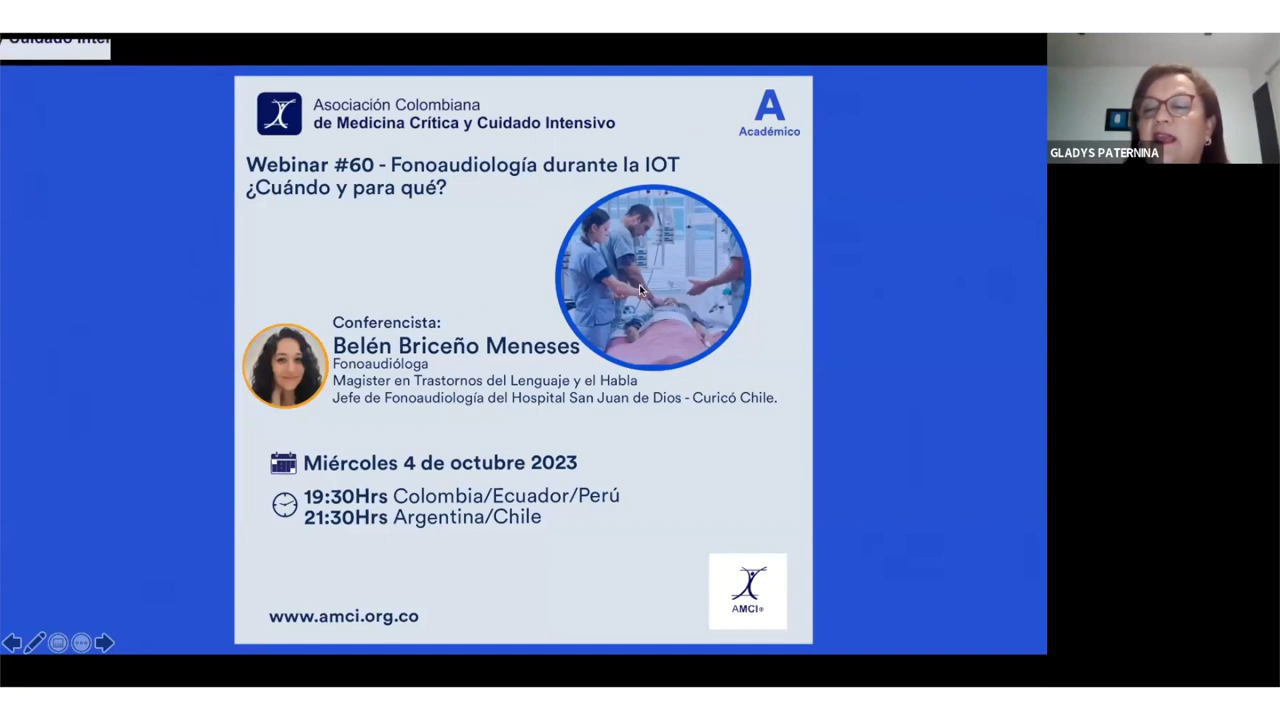 Asociación Colombiana
de Medicina Crítica y Cuidado Intensivo
A
Académico
Webinar #60 - Fonoaudiología durante la IOT
¿Cuándo y para qué?
Conferencista:
Belén Briceño Meneses
Fonoaudióloga
Magister en Trastornos del Lenguaje y el Habla
Jefe de Fonoaudiología del Hospital San Juan de Dios - Curicó Chile.
Miércoles 4 de octubre 2023
19:30Hrs Colombia/Ecuador/Perú
21:30Hrs Argentina/Chile
AMCI®
www.amci.org.co
GLADYS PATERNINA